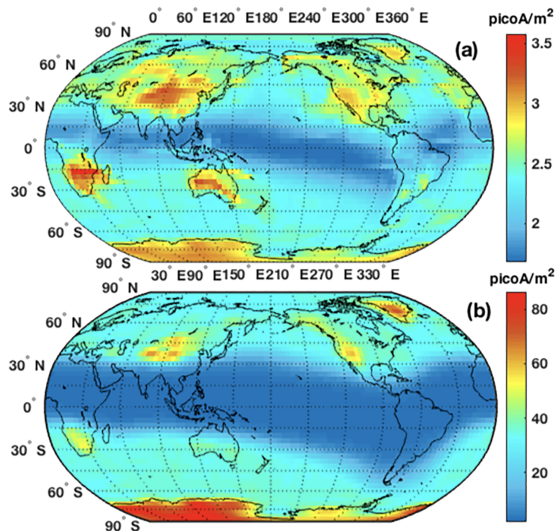 0° 60° E120° E180° E240° E300° E360° E
picoA/m²
90° N
(a)
3.5
60° N
3
30° N
0°
2.5
30° S
2
60° S
90° S
30° E90° E150° E210° E270° E330° E
picoA/m²
90° N
(b)
80
60° N
60
30° N
0°
40
30° S
20
60° S
90° S